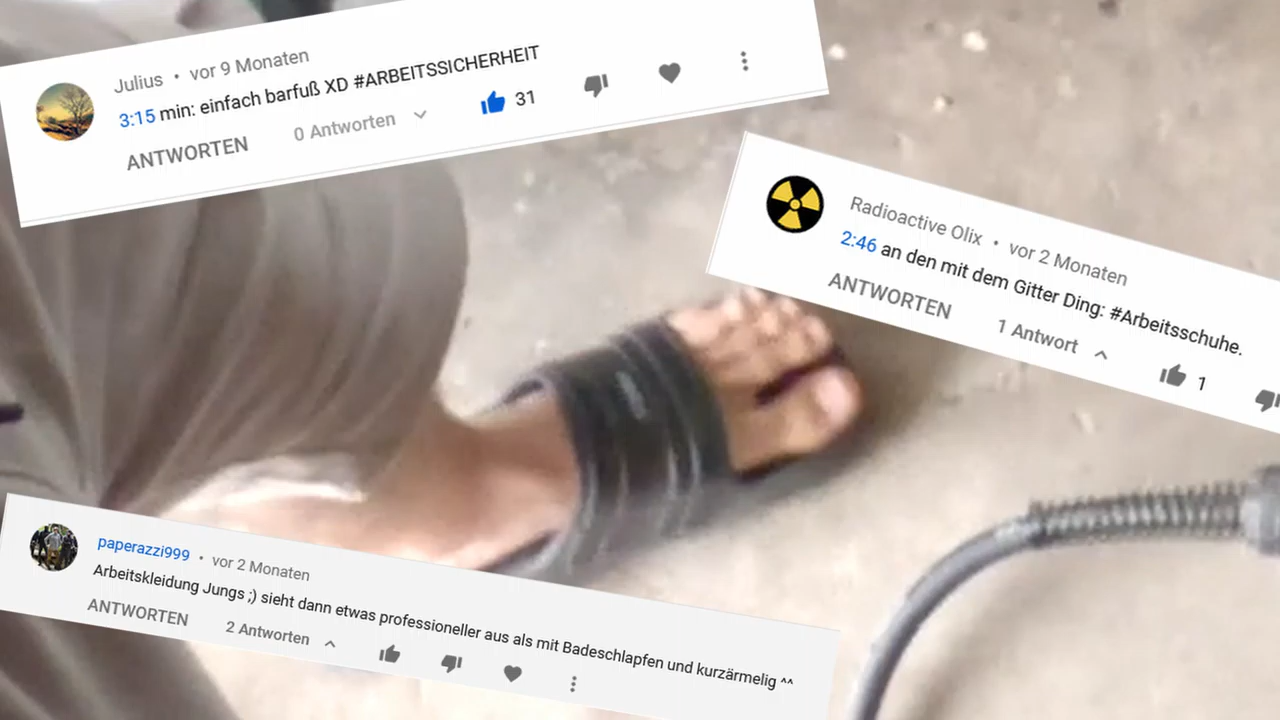 Julius • vor 9 Monaten
3:15 min: einfach barfuß XD #ARBEITSSICHERHEIT
ANTWORTEN 0 Antworten 31
Radioactive Olix • vor 2 Monaten
2:46 an den mit dem Gitter Ding: #Arbeitsschuhe.
ANTWORTEN 1 Antwort 1
paperazzi999 • vor 2 Monaten
Arbeitskleidung Jungs ;) sieht dann etwas professioneller aus als mit Badeschlapfen und kurzärmelig ^^
ANTWORTEN 2 Antworten